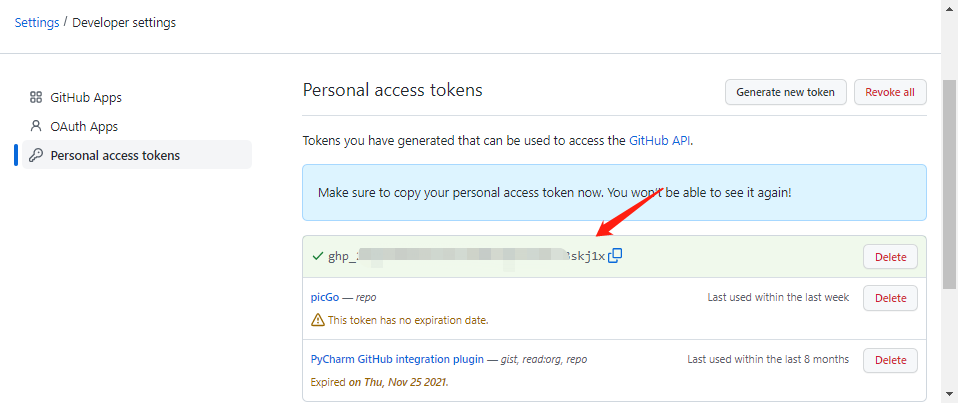 Settings / Developer settings
GitHub Apps
OAuth Apps
Personal access tokens
Personal access tokens
Generate new token
Revoke all
Tokens you have generated that can be used to access the GitHub API.
Make sure to copy your personal access token now. You won't be able to see it again!
ghp_ skj1x
Delete
picGo — repo
Last used within the last week
Delete
This token has no expiration date.
PyCharm GitHub integration plugin — gist, read:org, repo
Last used within the last 8 months
Delete
Expired on Thu, Nov 25 2021.